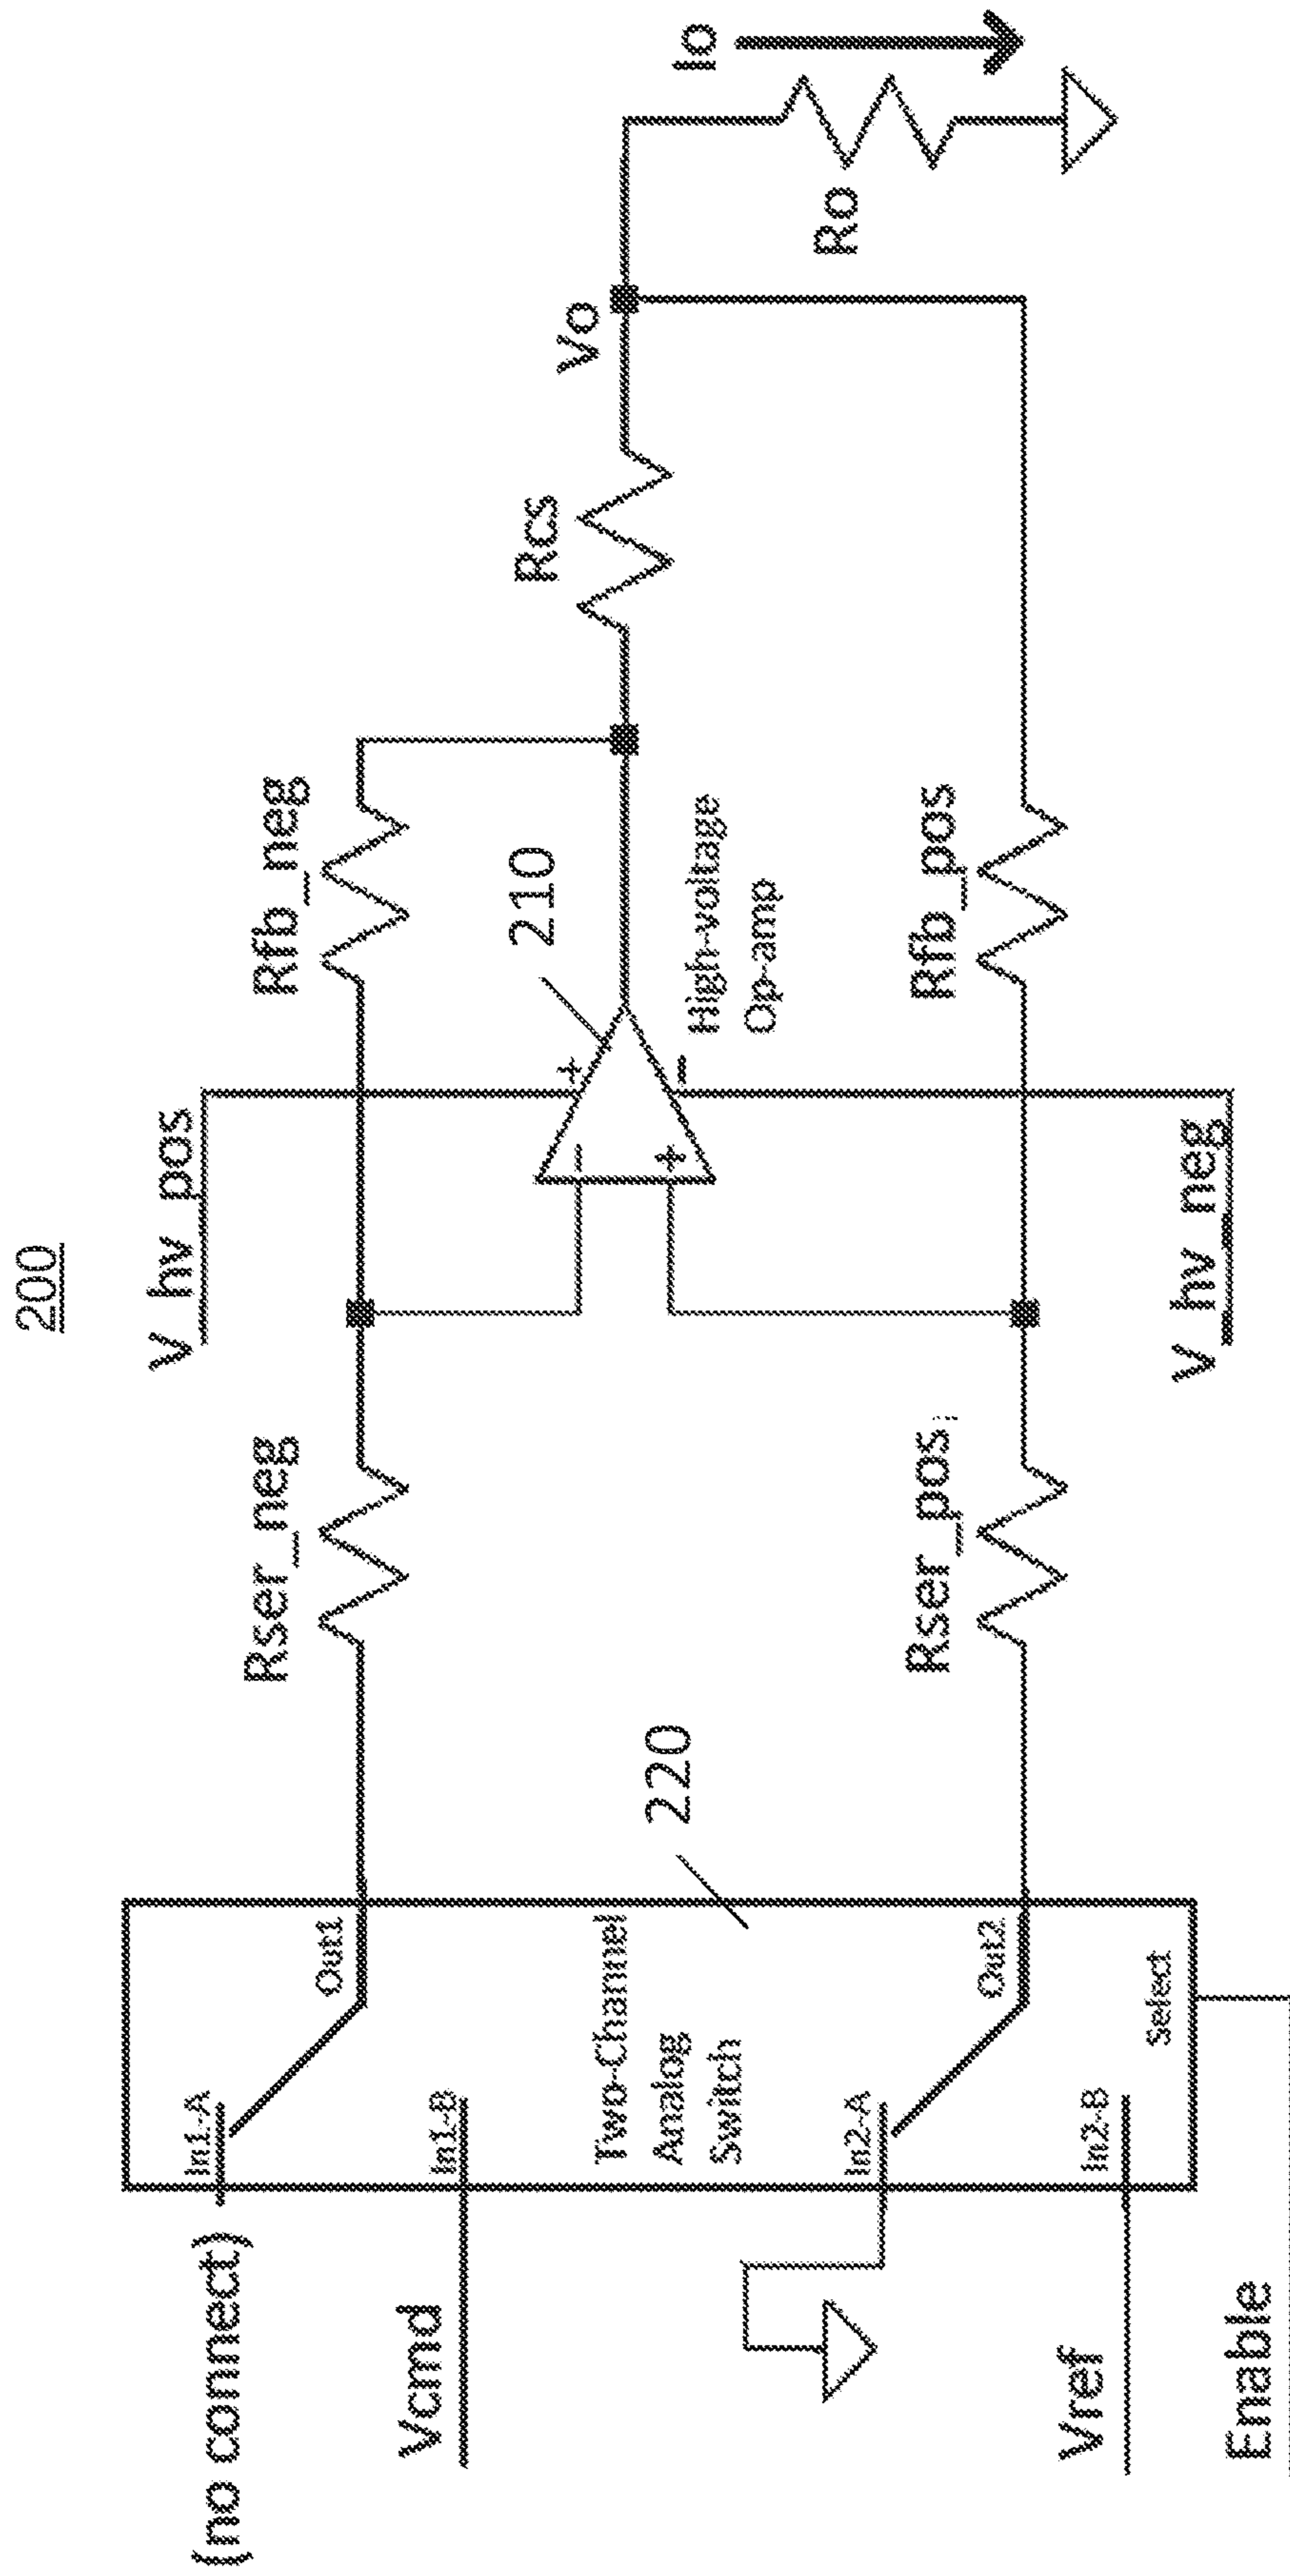 200
V_hv_pos
Rser_neg
Rfb_neg
(no connect)
In1-A
Out1
Vcmd
In1-B
210
Rcs
Vo
Io
Two-Channel
Analog
Switch
220
-
+
+
-
High-voltage
Op-amp
Ro
In2-A
Out2
Rser_pos
Rfb_pos
Vref
In2-B
Select
V_hv_neg
Enable